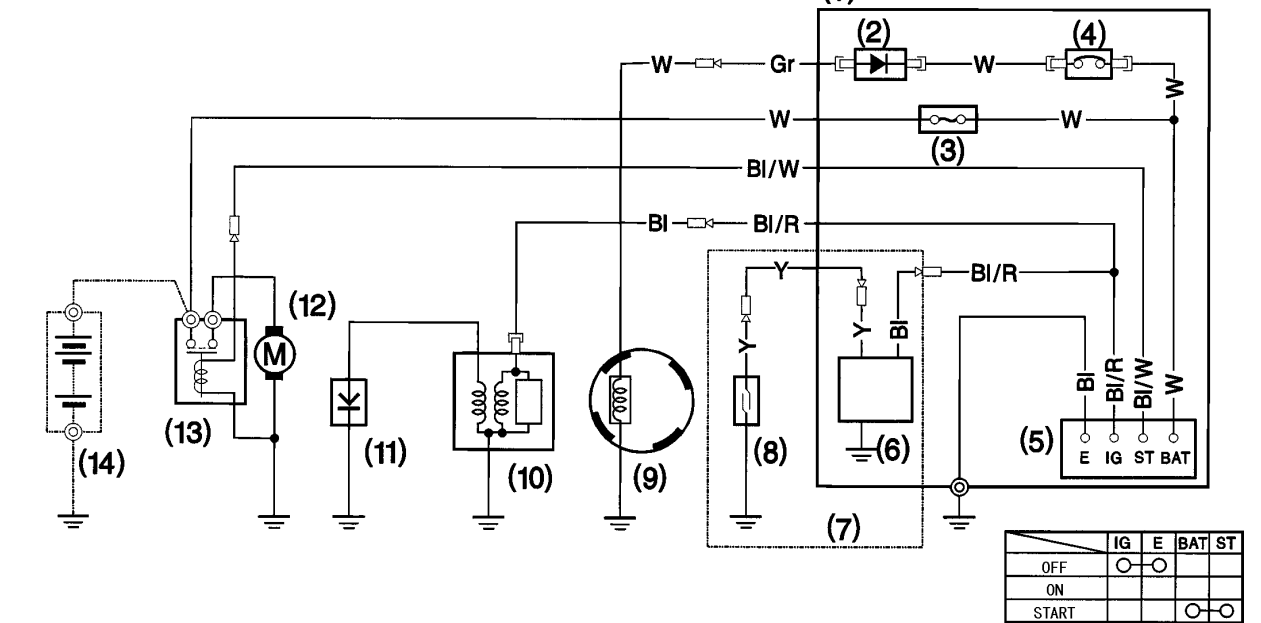 (2)
(4)
W
Gr
W
W
W
W
(3)
Bl/W
Bl
Bl/R
Y
Bl/R
(12)
Y
Y
Bl
M
Bl
Bl/R
Bl/W
W
(13)
(14)
(11)
(10)
(9)
(8)
(6)
(5)
E IG ST BAT
(7)
IG E BAT ST
OFF
ON
START